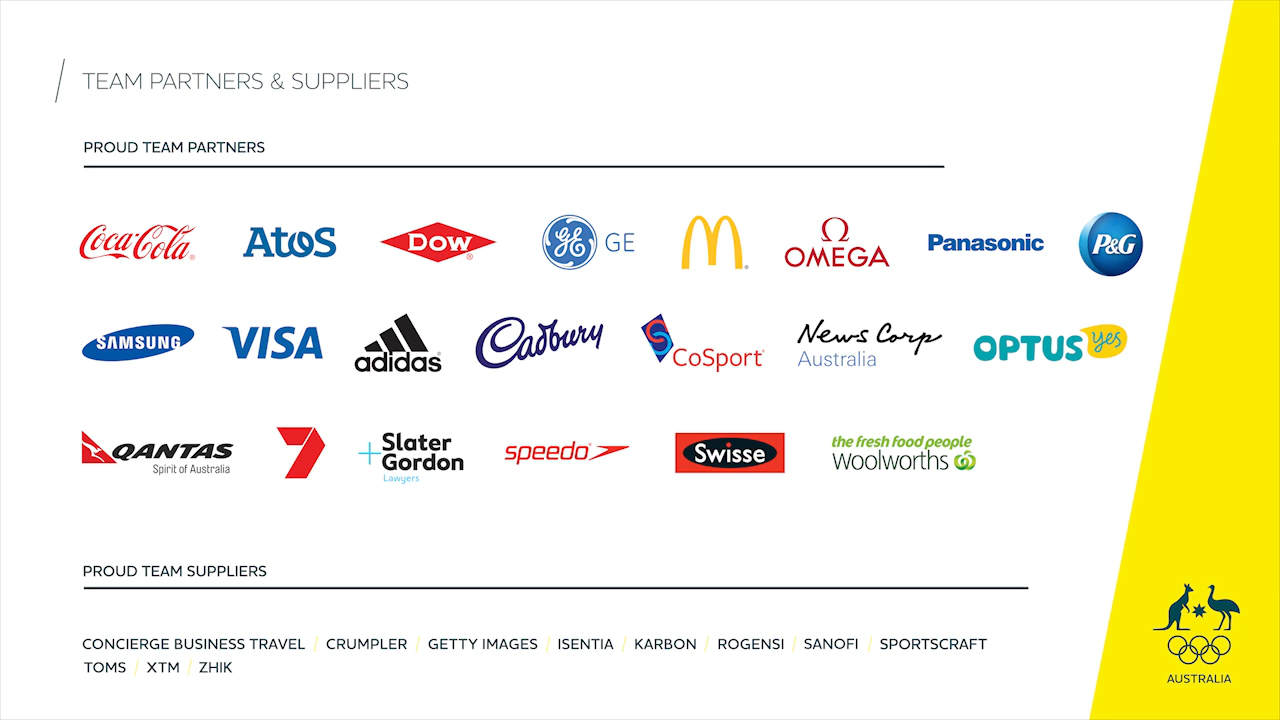 TEAM PARTNERS & SUPPLIERS
PROUD TEAM PARTNERS
Coca-Cola®
Atos
Dow®
GE GE
M®
Ω OMEGA
Panasonic
P&G
SAMSUNG
VISA
adidas®
Cadbury
CoSport®
News Corp
Australia
OPTUS yes
QANTAS
Spirit of Australia
7
Slater
Gordon
Lawyers
speedo®
Swisse
the fresh food people
Woolworths
PROUD TEAM SUPPLIERS
CONCIERGE BUSINESS TRAVEL / CRUMPLER / GETTY IMAGES / ISENTIA / KARBON / ROGENSI / SANOFI / SPORTSCRAFT
TOMS / XTM / ZHIK
AUSTRALIA